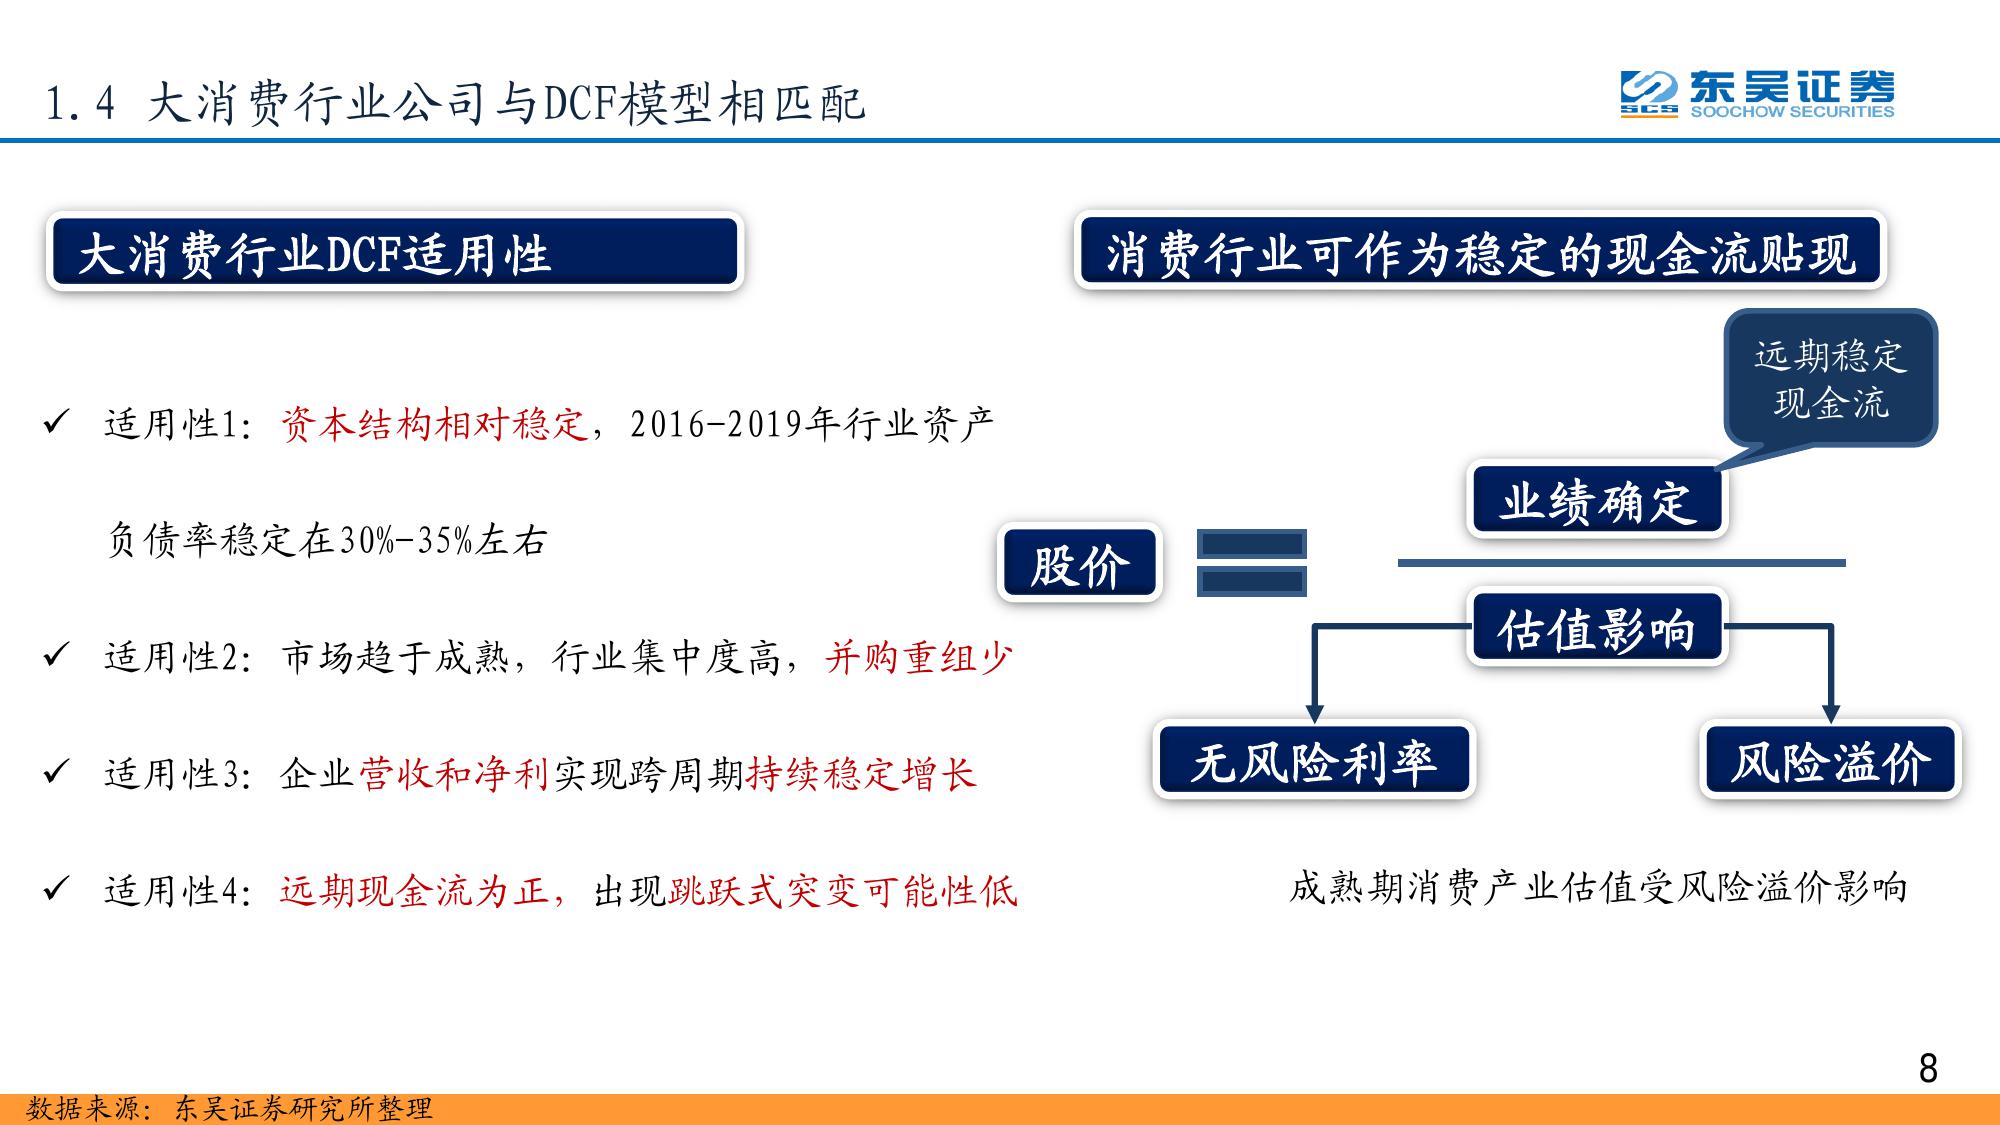 1.4 大消费行业公司与DCF模型相匹配
东吴证券
SCS
SOOCHOW SECURITIES
大消费行业DCF适用性
✓ 适用性1：资本结构相对稳定，2016-2019年行业资产
负债率稳定在30%-35%左右
✓ 适用性2：市场趋于成熟，行业集中度高，并购重组少
✓ 适用性3：企业营收和净利实现跨周期持续稳定增长
✓ 适用性4：远期现金流为正，出现跳跃式突变可能性低
消费行业可作为稳定的现金流贴现
远期稳定
现金流
业绩确定
股价
估值影响
无风险利率
风险溢价
成熟期消费产业估值受风险溢价影响
8
数据来源：东吴证券研究所整理